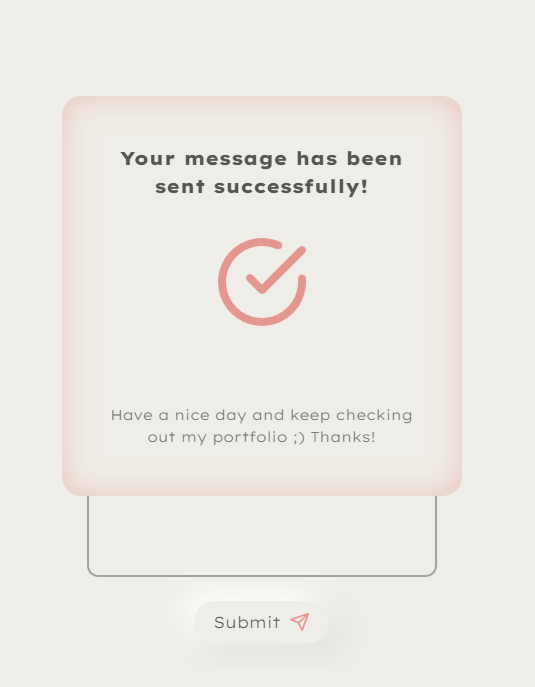 Your message has been
sent successfully!
Have a nice day and keep checking
out my portfolio ;) Thanks!
Submit